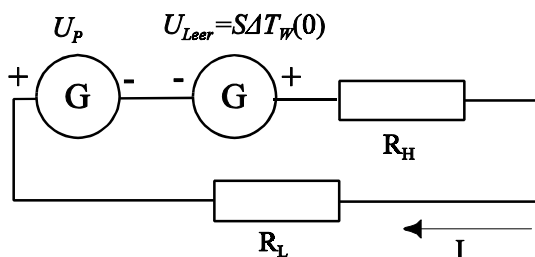 U_P
U_Leer=SΔT_W(0)
+ G - - G +
R_H
R_L
I